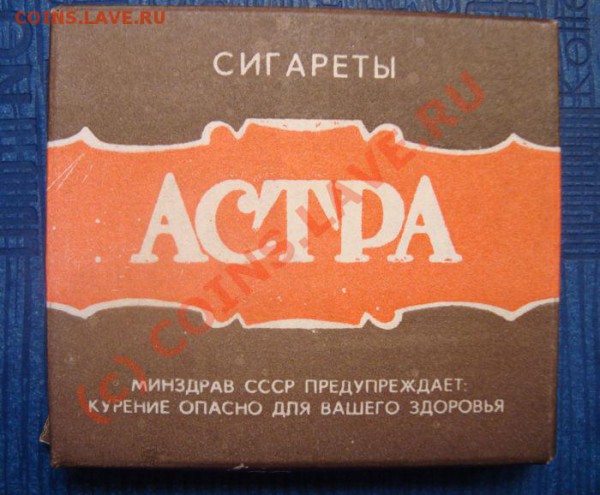 COINS.LAVE.RU
СИГАРЕТЫ
АСТРА
(c) COINS.LAVE.RU
МИНЗДРАВ СССР ПРЕДУПРЕЖДАЕТ:
КУРЕНИЕ ОПАСНО ДЛЯ ВАШЕГО ЗДОРОВЬЯ